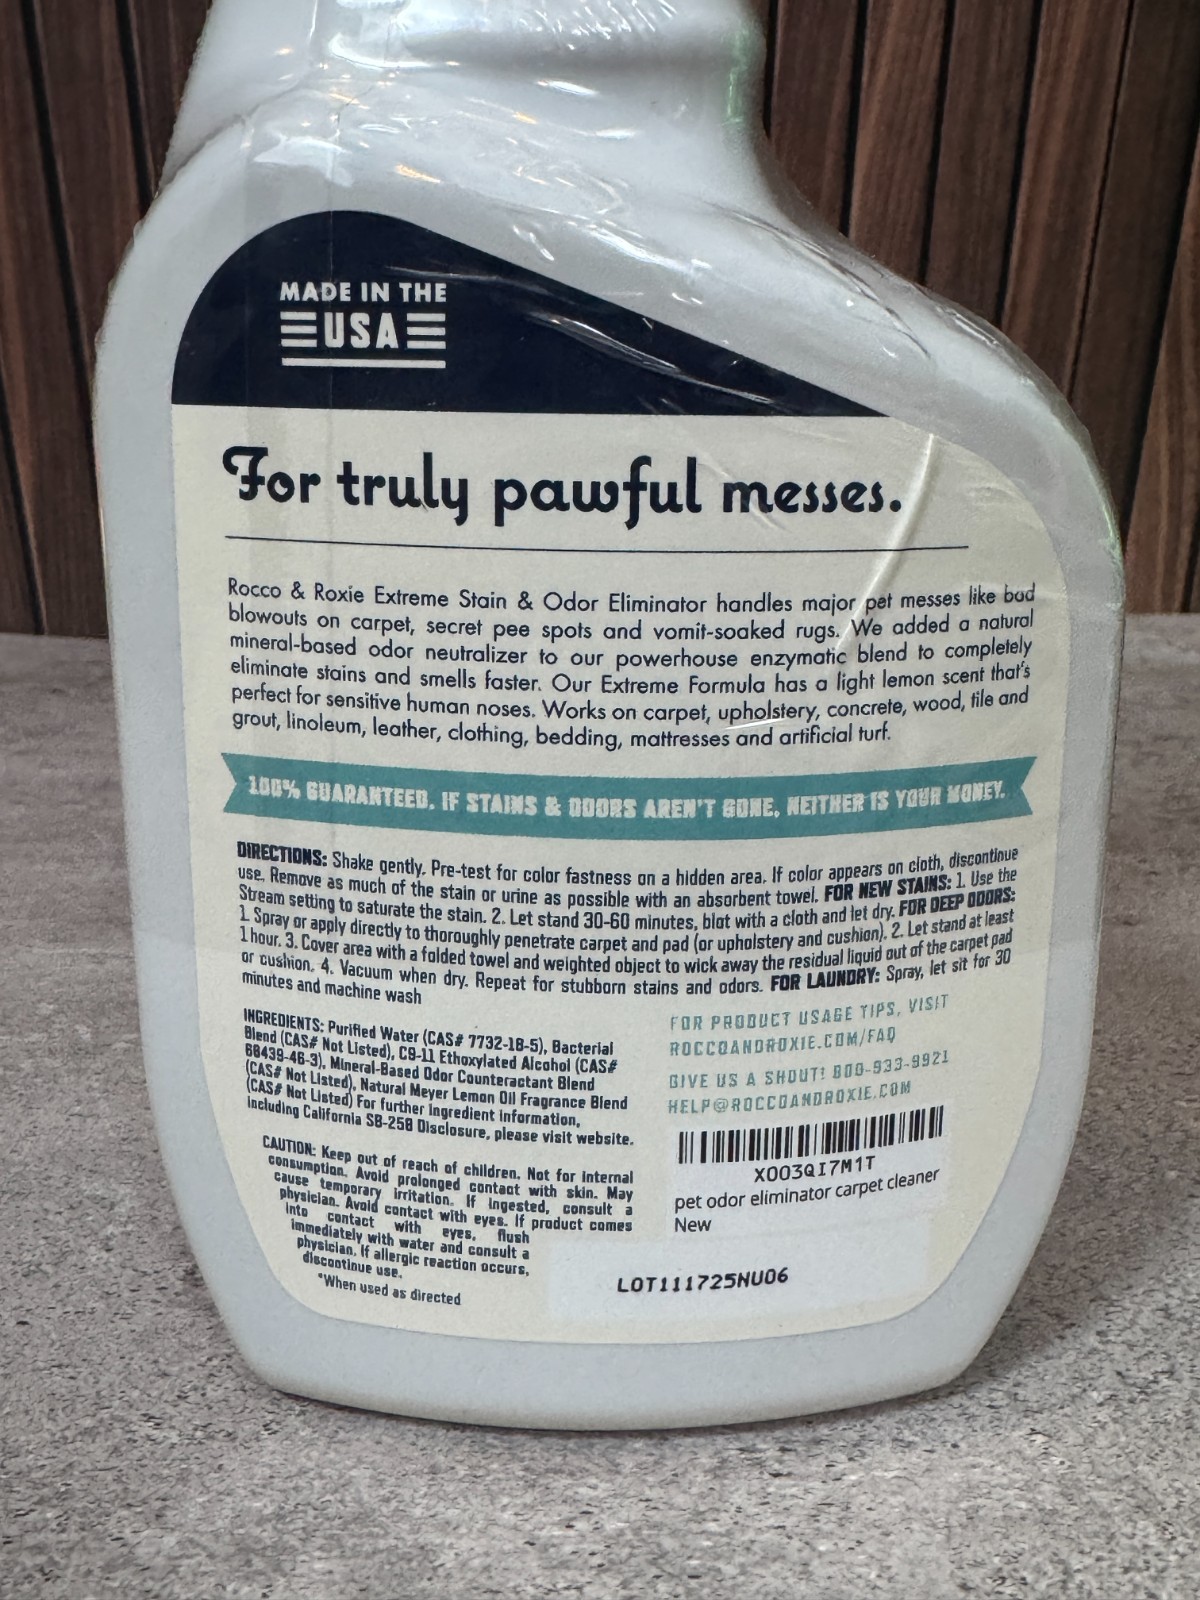 MADE IN THE
USA
For truly pawful messes.
Rocco & Roxie Extreme Stain & Odor Eliminator handles major pet messes like bad
blowouts on carpet, secret pee spots and vomit-soaked rugs. We added a natural
mineral-based odor neutralizer to our powerhouse enzymatic blend to completely
eliminate stains and smells faster. Our Extreme Formula has a light lemon scent that's
perfect for sensitive human noses. Works on carpet, upholstery, concrete, wood, tile and
grout, linoleum, leather, clothing, bedding, mattresses and artificial turf.
100% GUARANTEED. IF STAINS & ODORS AREN'T GONE, NEITHER IS YOUR MONEY.
DIRECTIONS: Shake gently. Pre-test for color fastness on a hidden area. If color appears on cloth, discontinue
use. Remove as much of the stain or urine as possible with an absorbent towel. FOR NEW STAINS: 1. Use the
Stream setting to saturate the stain. 2. Let stand 30-60 minutes, blot with a cloth and let dry. FOR DEEP ODORS:
1. Spray or apply directly to thoroughly penetrate carpet and pad (or upholstery and cushion). 2. Let stand at least
1 hour. 3. Cover area with a folded towel and weighted object to wick away the residual liquid out of the carpet pad
or cushion. 4. Vacuum when dry. Repeat for stubborn stains and odors. FOR LAUNDRY: Spray, let sit for 30
minutes and machine wash
INGREDIENTS: Purified Water (CAS# 7732-18-5), Bacterial
Blend (CAS# Not Listed), C9-11 Ethoxylated Alcohol (CAS#
68439-46-3), Mineral-Based Odor Counteractant Blend
(CAS# Not Listed), Natural Meyer Lemon Oil Fragrance Blend
(CAS# Not Listed) For further ingredient information,
including California SB-258 Disclosure, please visit website.
CAUTION: Keep out of reach of children. Not for internal
consumption. Avoid prolonged contact with skin. May
cause temporary irritation. If ingested, consult a
physician. Avoid contact with eyes. If product comes
into contact with eyes, flush
immediately with water and consult a
physician. If allergic reaction occurs,
discontinue use.
*When used as directed
FOR PRODUCT USAGE TIPS, VISIT
ROCCOANDROXIE.COM/FAQ
GIVE US A SHOUT! 800-933-9921
HELP@ROCCOANDROXIE.COM
X003QI7M1T
pet odor eliminator carpet cleaner
New
LOT111725NU06